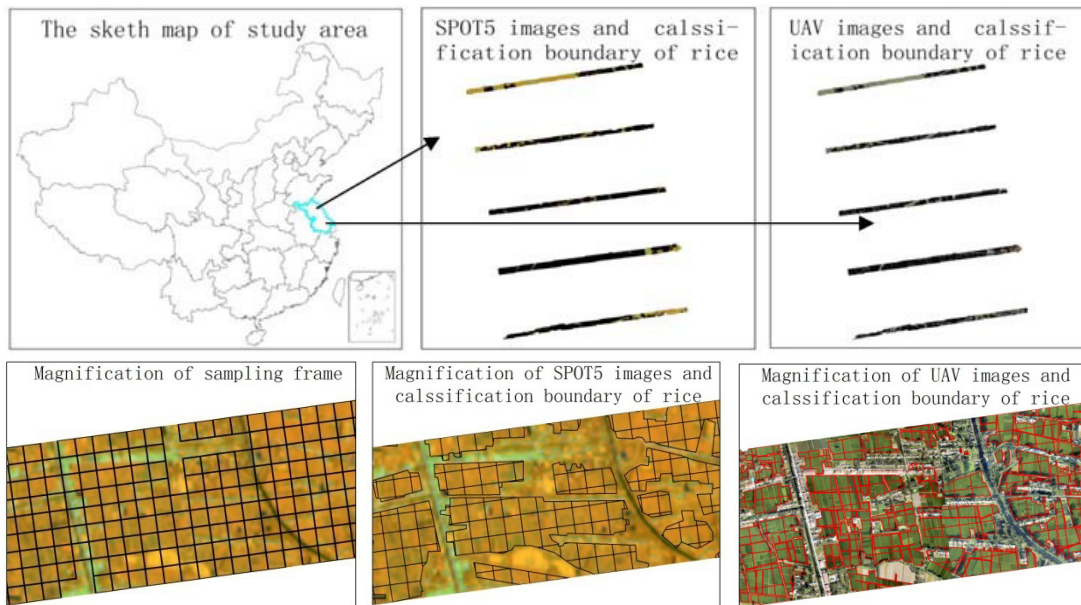 The sketh map of study area
SPOT5 images and calssi-
fication boundary of rice
UAV images and calssif-
ication boundary of rice
Magnification of sampling frame
Magnification of SPOT5 images and
calssification boundary of rice
Magnification of UAV images and
calssification boundary of rice